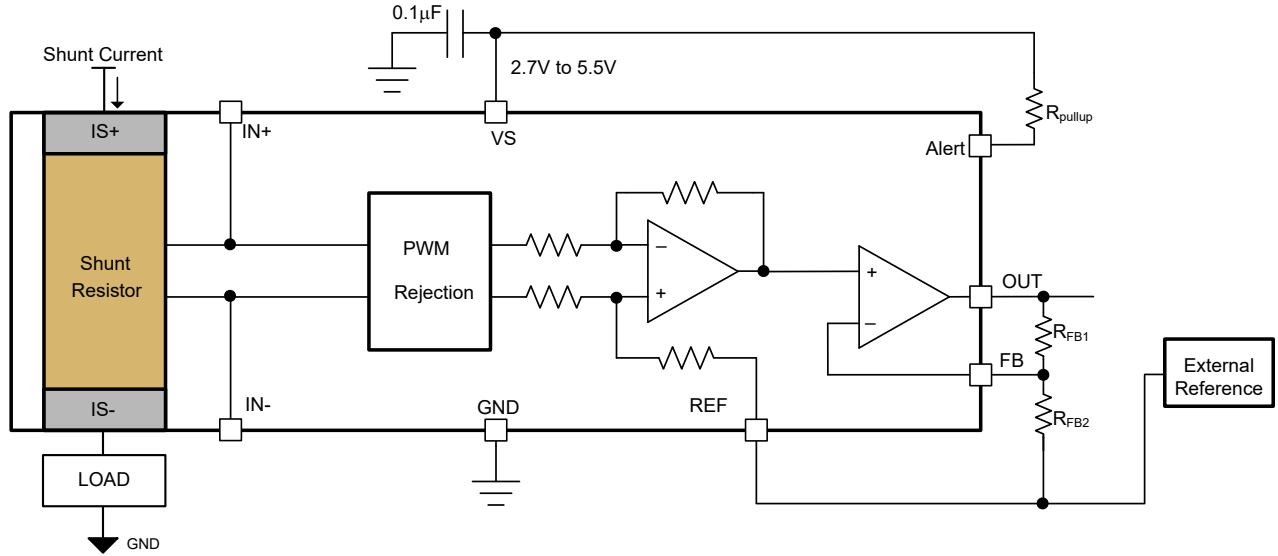 0.1μF
Shunt Current
2.7V to 5.5V
IS+
IN+
VS
Rpullup
Alert
PWM
Rejection
Shunt
Resistor
−
+
+
−
OUT
RFB1
FB
External
Reference
IS-
IN-
GND
REF
RFB2
LOAD
GND